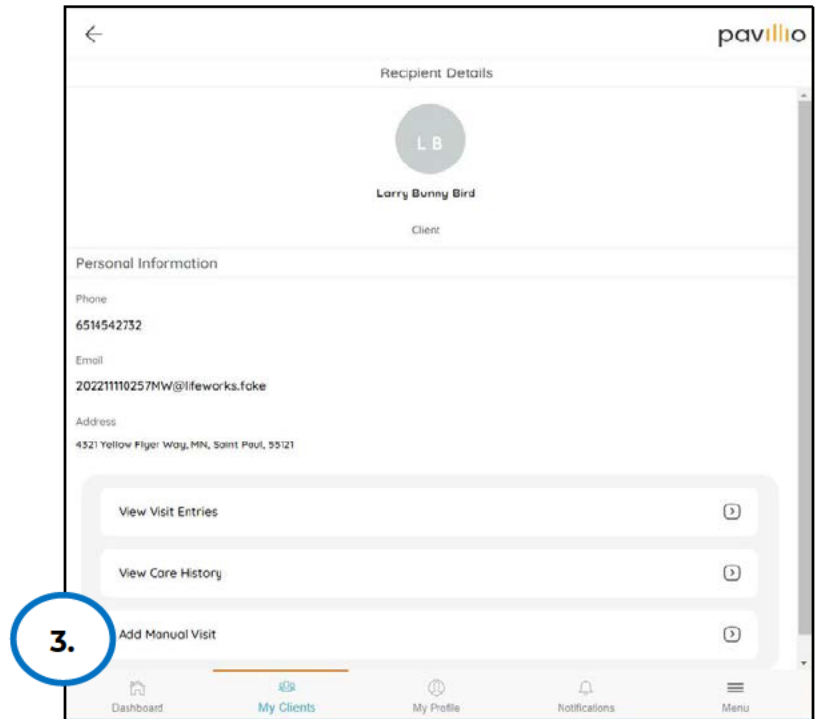 pavillio
Recipient Details
L B
Larry Bunny Bird
Client
Personal Information
Phone
6514542732
Email
202211110257MW@lifeworks.fake
Address
4321 Yellow Flyer Way, MN, Saint Paul, 55121
View Visit Entries
View Care History
3.
Add Manual Visit
Dashboard
My Clients
My Profile
Notifications
Menu